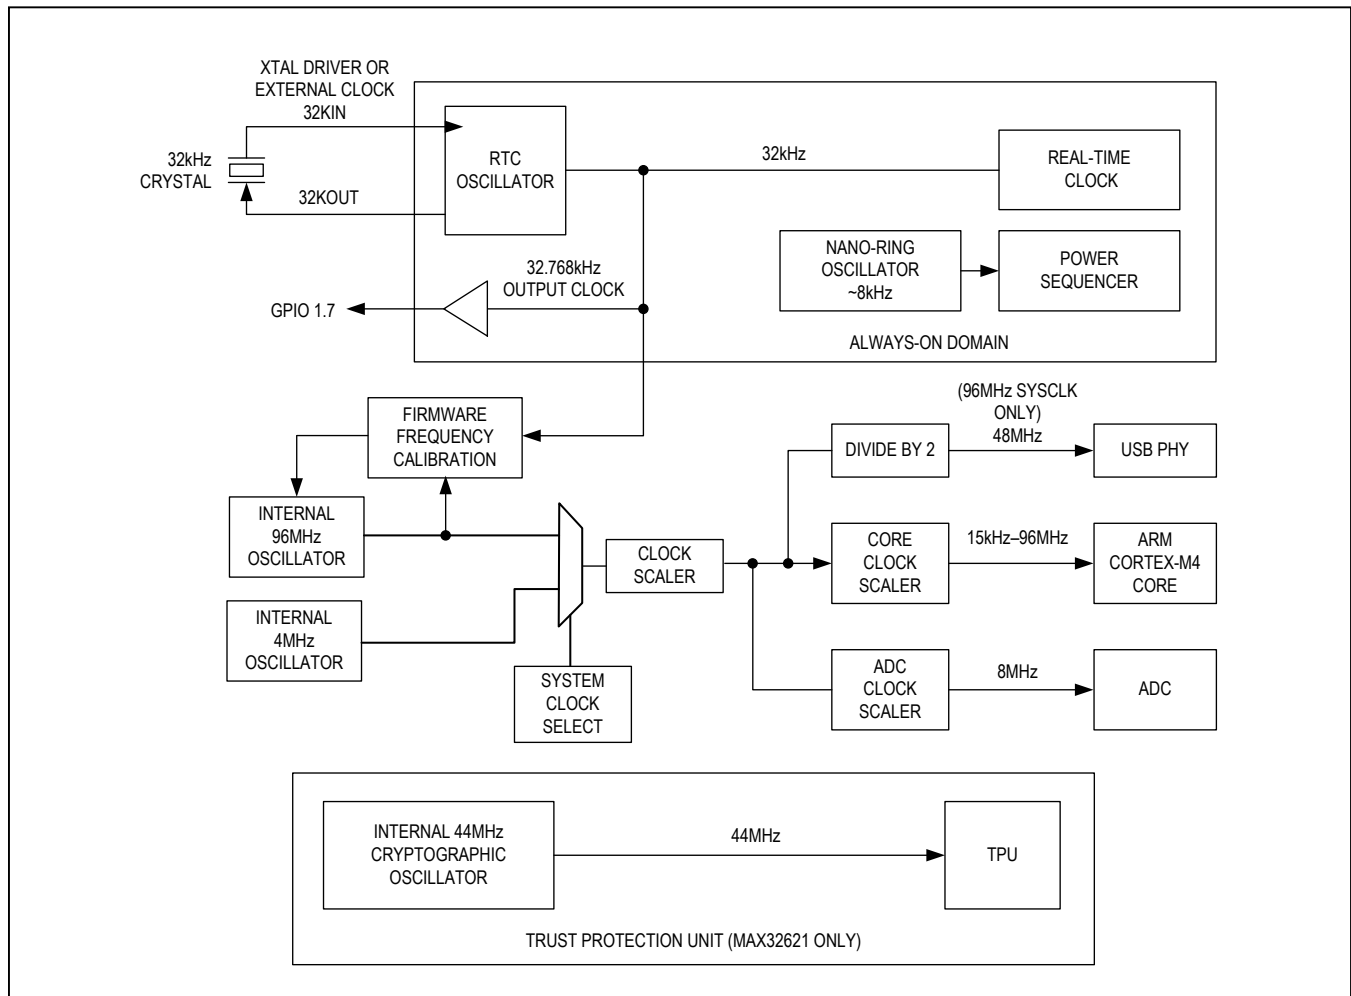 XTAL DRIVER OR
EXTERNAL CLOCK
32KIN
32kHz
CRYSTAL
32KOUT
RTC
OSCILLATOR
32kHz
REAL-TIME
CLOCK
NANO-RING
OSCILLATOR
~8kHz
POWER
SEQUENCER
32.768kHz
OUTPUT CLOCK
GPIO 1.7
ALWAYS-ON DOMAIN
FIRMWARE
FREQUENCY
CALIBRATION
(96MHz SYSCLK
ONLY)
48MHz
DIVIDE BY 2
USB PHY
INTERNAL
96MHz
OSCILLATOR
CLOCK
SCALER
CORE
CLOCK
SCALER
15kHz–96MHz
ARM
CORTEX-M4
CORE
INTERNAL
4MHz
OSCILLATOR
SYSTEM
CLOCK
SELECT
ADC
CLOCK
SCALER
8MHz
ADC
INTERNAL 44MHz
CRYPTOGRAPHIC
OSCILLATOR
44MHz
TPU
TRUST PROTECTION UNIT (MAX32621 ONLY)